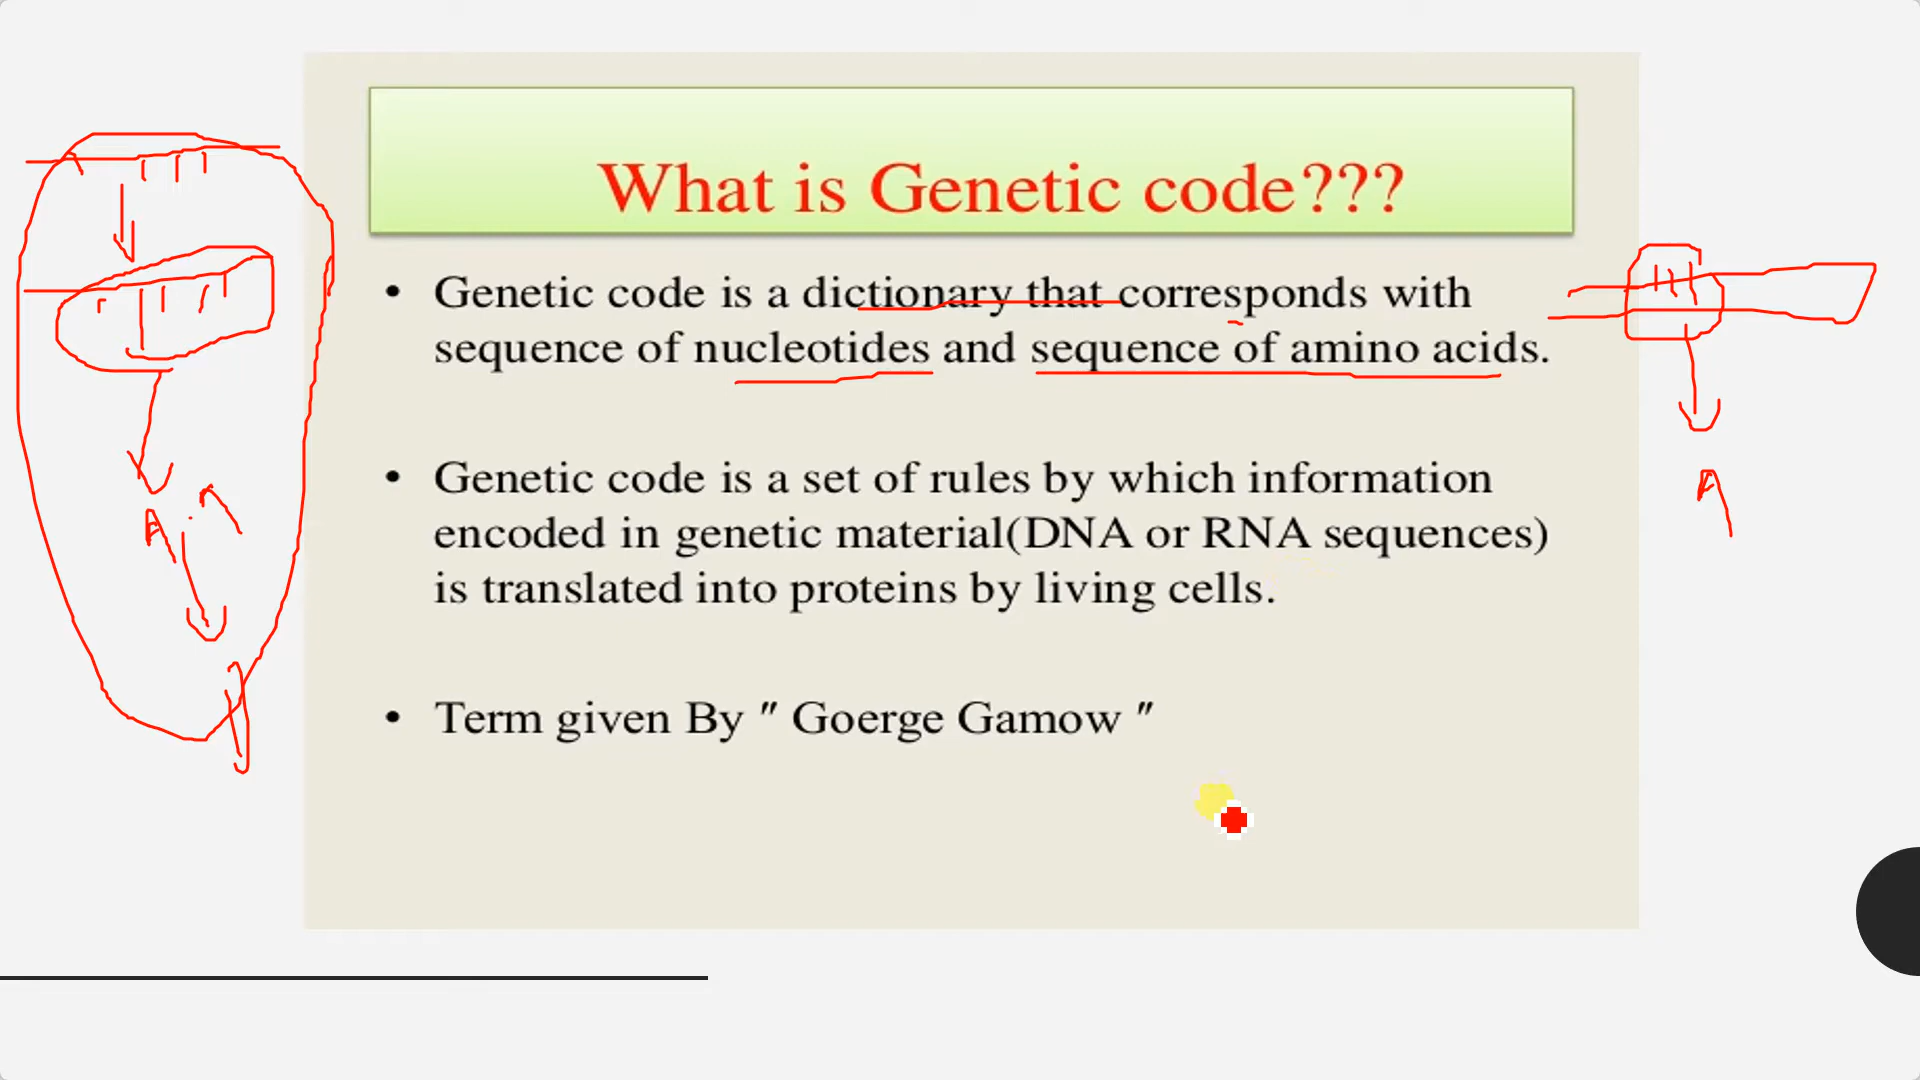 What is Genetic code???
• Genetic code is a dictionary that corresponds with
sequence of nucleotides and sequence of amino acids.
• Genetic code is a set of rules by which information
encoded in genetic material(DNA or RNA sequences)
is translated into proteins by living cells.
• Term given By " Goerge Gamow "